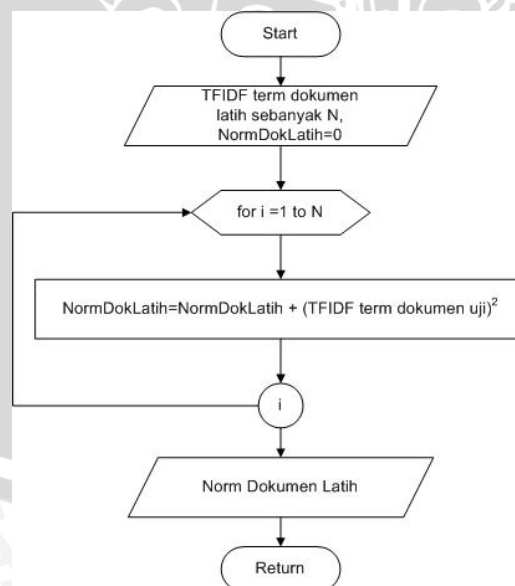 Start
TFIDF term dokumen
latih sebanyak N,
NormDokLatih=0
for i =1 to N
NormDokLatih=NormDokLatih + (TFIDF term dokumen uji)²
i
Norm Dokumen Latih
Return